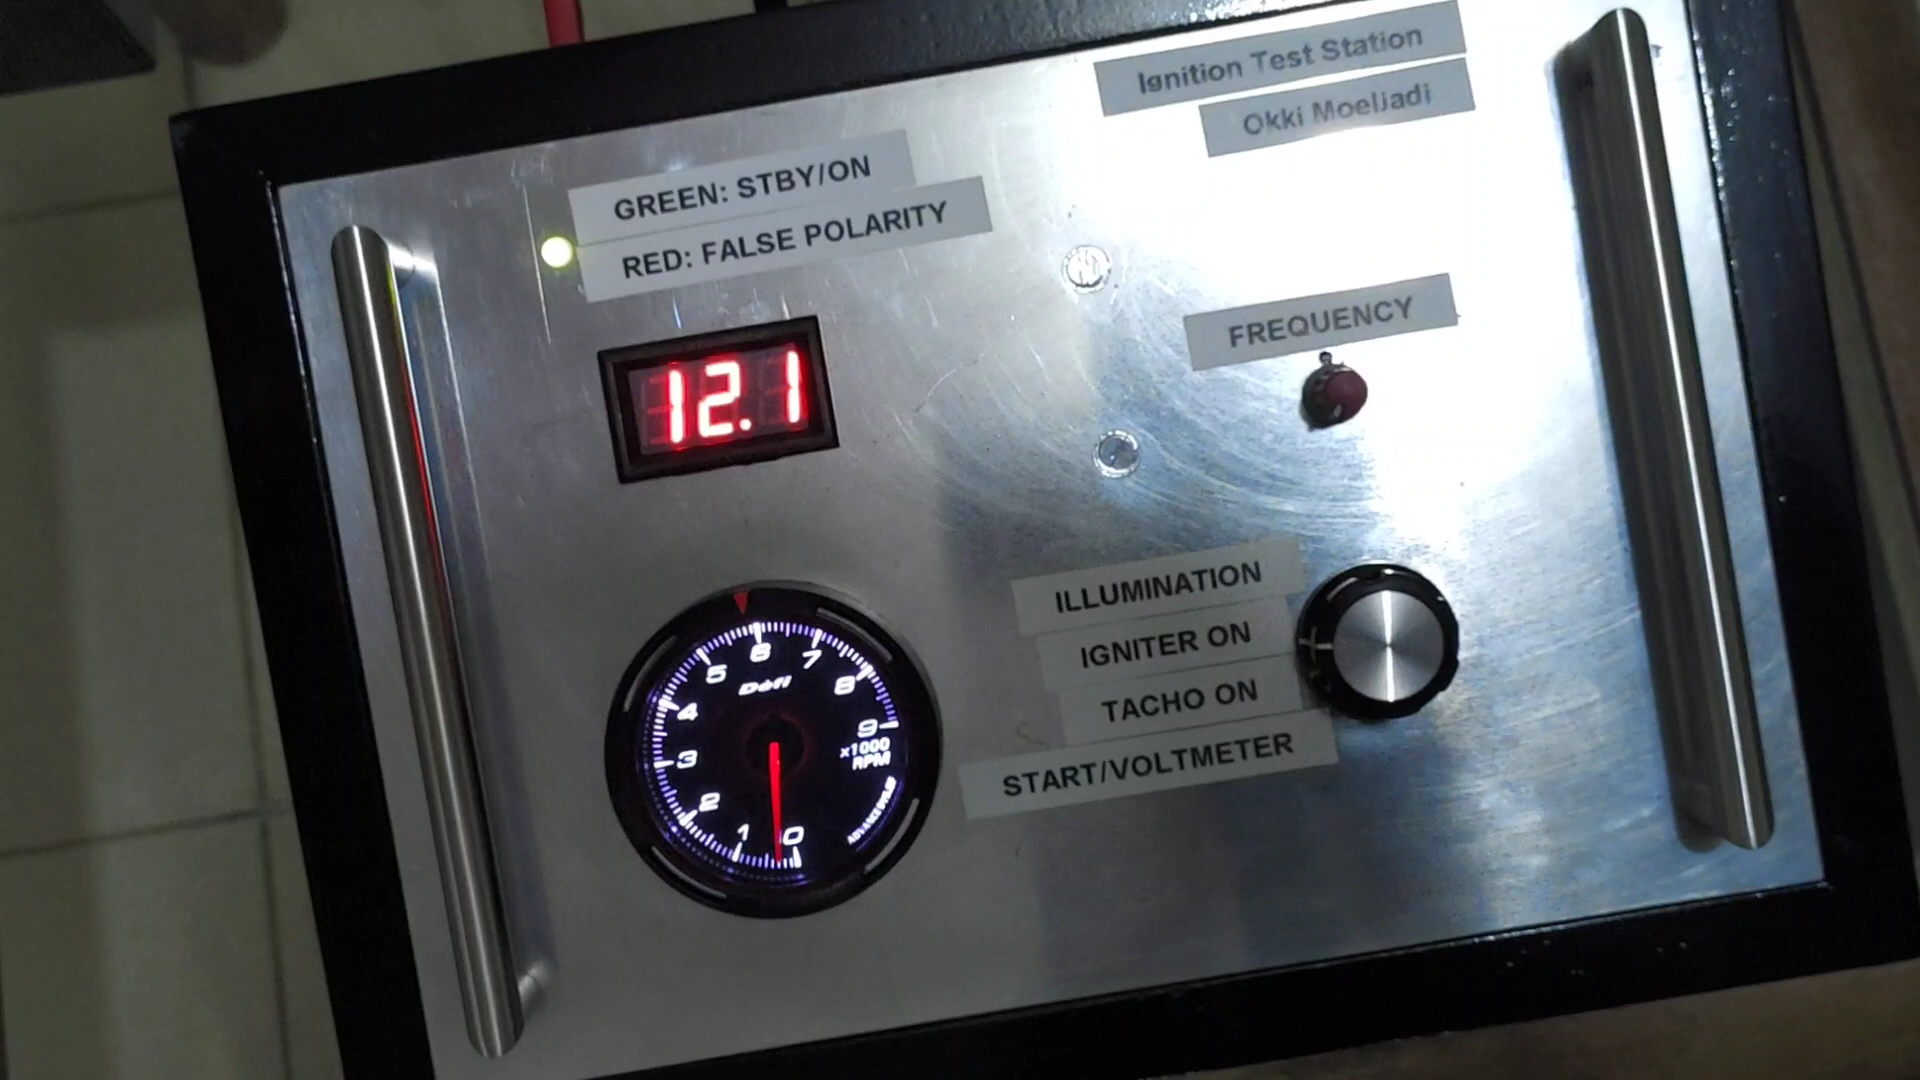 Ignition Test Station
Okki Moeljadi
GREEN: STBY/ON
RED: FALSE POLARITY
12.1
FREQUENCY
ILLUMINATION
IGNITER ON
TACHO ON
START/VOLTMETER
0
1
2
3
4
5
6
7
8
9
Defi
x1000
RPM